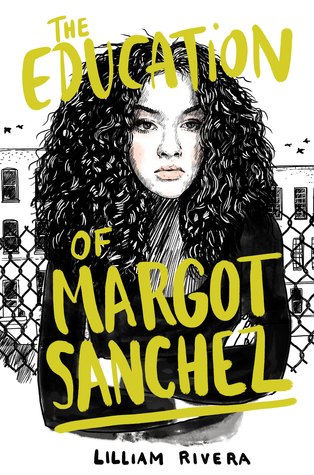 THE
EDUCATION
OF
MARGOT
SANCHEZ
LILLIAM RIVERA